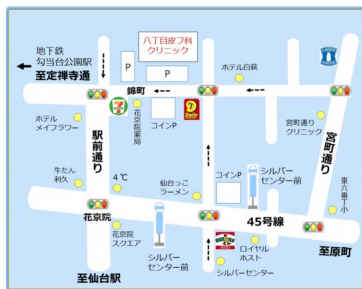 地下鉄
勾当台公園駅
至定禅寺通
八丁目皮フ科
クリニック
P
P
ホテル白萩
錦町
ホテル
メイフラワー
花京院薬局
コインP
Daily
宮町通り
クリニック
宮町通り
駅前通り
牛たん
利久
4℃
仙台っこ
ラーメン
コインP
シルバー
センター前
東六番丁小
花京院
花京院
スクエア
シルバー
センター前
45号線
ロイヤル
ホスト
至原町
シルバーセンター
至仙台駅